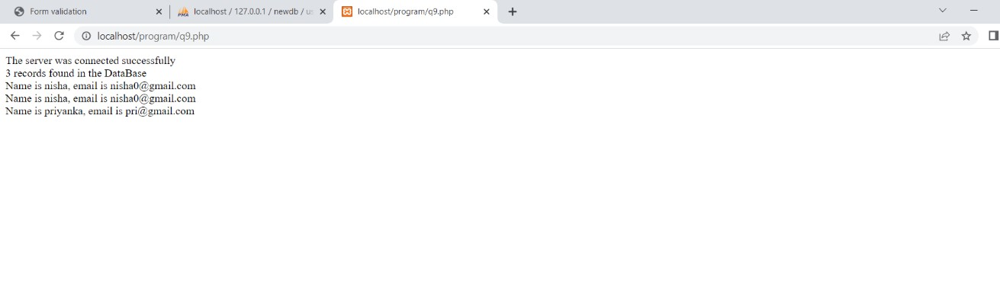 Form validation
localhost / 127.0.0.1 / newdb / us
localhost/program/q9.php
localhost/program/q9.php
The server was connected successfully
3 records found in the DataBase
Name is nisha, email is nisha0@gmail.com
Name is nisha, email is nisha0@gmail.com
Name is priyanka, email is pri@gmail.com